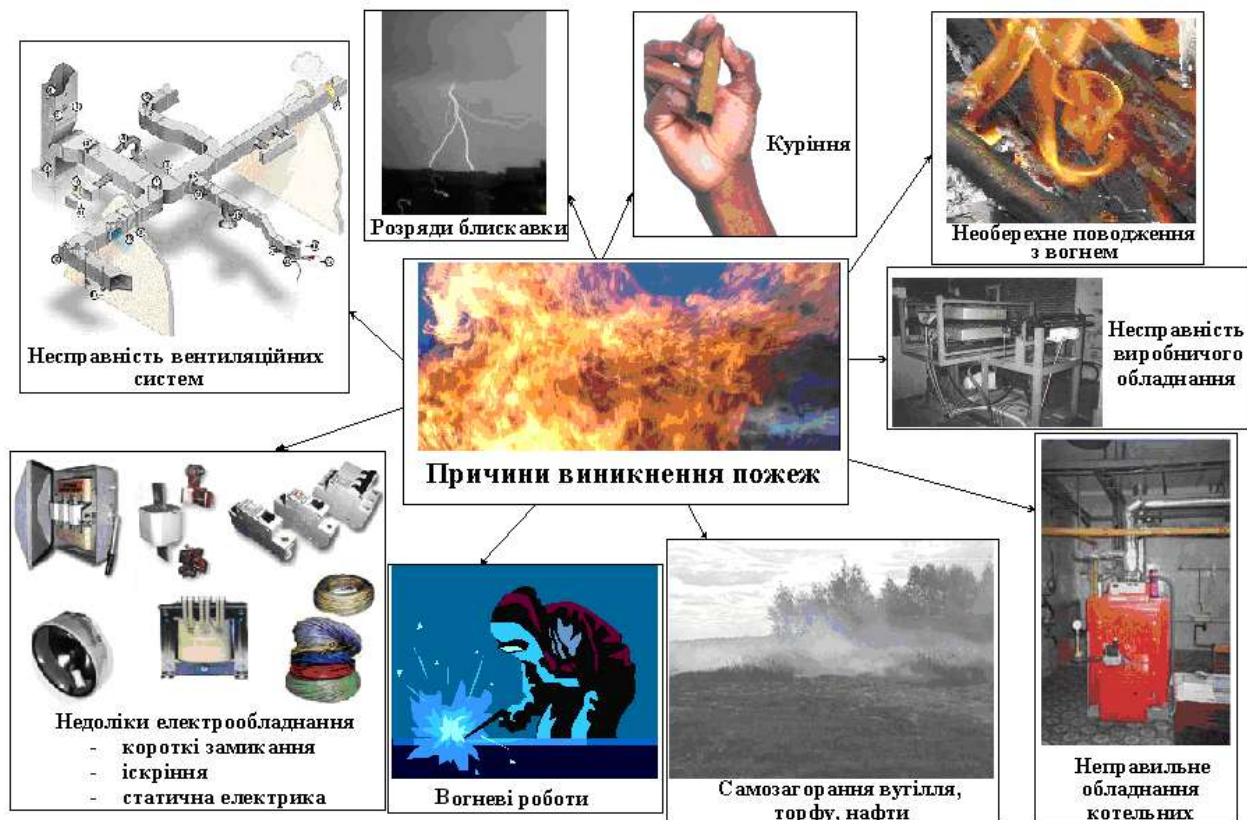 Розряди блискавки
Куріння
Необерехне поводження
з вогнем
Несправність вентиляційних
систем
Причини виникнення пожеж
Несправність
виробничого
обладнання
Недоліки електрообладнання
- короткі замикання
- іскріння
- статична електрика
Вогневі роботи
Самозагорання вугілля,
торфу, нафти
Неправильне
обладнання
котельних